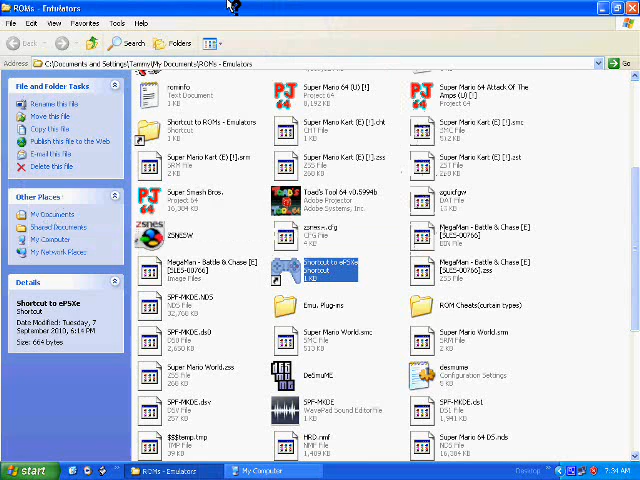 ROMs - Emulators
File Edit View Favorites Tools Help
Back Search Folders
Address C:\Documents and Settings\Tammy\My Documents\ROMs - Emulators Go
File and Folder Tasks
Rename this file
Move this file
Copy this file
Publish this file to the Web
E-mail this file
Delete this file
Other Places
My Documents
Shared Documents
My Computer
My Network Places
Details
Shortcut to ePSXe
Shortcut
Date Modified: Tuesday, 7
September 2010, 4:13 PM
Size: 664 bytes
rominfo
Text Document
1 KB
Super Mario 64 (U) [!]
Project 64
8,192 KB
Super Mario 64 Attack Of The
Amps (U) [!]
Project 64
Shortcut to ROMs - Emulators
Shortcut
1 KB
Super Mario Kart (E) [!].cht
CHT File
1 KB
Super Mario Kart (E) [!].smc
SMC File
512 KB
Super Mario Kart (E) [!].srm
SRM File
2 KB
Super Mario Kart (E) [!].zss
ZSS File
268 KB
Super Mario Kart (E) [!].zst
ZST File
Super Smash Bros.
Project 64
16,384 KB
Toad's Tool 64 v0.5994b
Adobe Projector
Adobe Systems, Inc.
zguicfgw
DAT File
ZSNESW
zsnesw.cfg
CFG File
4 KB
MegaMan - Battle & Chase [E]
[SLES-00766]
BIN File
MegaMan - Battle & Chase [E]
[SLES-00766]
Image Files
Shortcut to ePSXe
Shortcut
1 KB
MegaMan - Battle & Chase [E]
[SLES-00766].zss
ZSS File
SPF-MKDE.NDS
NDS File
32,768 KB
Emu. Plug-ins
ROM Cheats(curtain types)
SPF-MKDE.ds0
DS0 File
Super Mario World.smc
SMC File
513 KB
Super Mario World.srm
SRM File
2 KB
Super Mario World.zss
ZSS File
268 KB
DeSmuME
desmume
Configuration Settings
5 KB
SPF-MKDE.dsv
DSV File
257 KB
SPF-MKDE
WavePad Sound Editor File
SPF-MKDE.ds1
DS1 File
1,941 KB
$$$temp.tmp
TMP File
39 KB
HRD.nmf
NMF File
1,489 KB
Super Mario 64 DS.nds
NDS File
16,384 KB
start ROMs - Emulators My Computer Desktop 7:34 AM